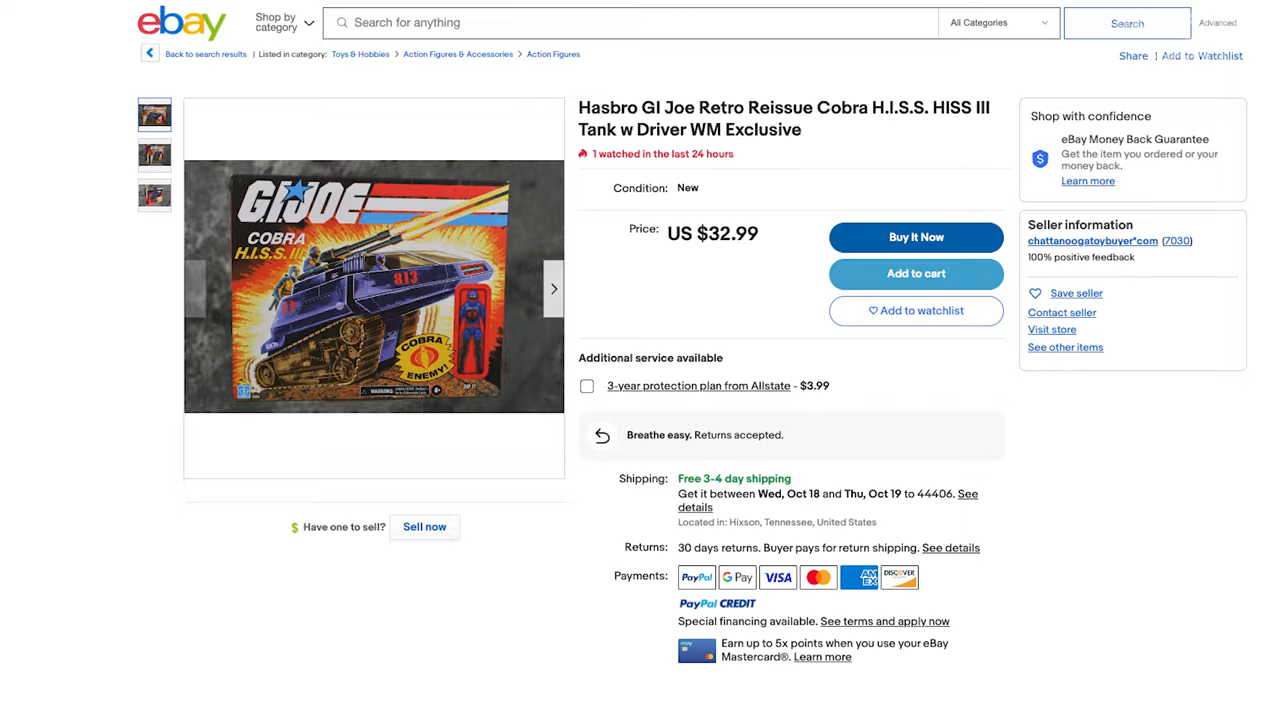 ebay
Shop by
category
Search for anything
All Categories
Search
Advanced
Back to search results | Listed in category: Toys & Hobbies > Action Figures & Accessories > Action Figures
Share | Add to Watchlist
Hasbro GI Joe Retro Reissue Cobra H.I.S.S. HISS III
Tank w Driver WM Exclusive
1 watched in the last 24 hours
Condition: New
Price: US $32.99
Buy It Now
Add to cart
Add to watchlist
Additional service available
3-year protection plan from Allstate - $3.99
Breathe easy. Returns accepted.
Shipping: Free 3-4 day shipping
Get it between Wed, Oct 18 and Thu, Oct 19 to 44406. See
details
Located in: Hixson, Tennessee, United States
Returns: 30 days returns. Buyer pays for return shipping. See details
Payments: PayPal G Pay VISA AM EX DISCOVER
PayPal CREDIT
Special financing available. See terms and apply now
ebay
Earn up to 5x points when you use your eBay
Mastercard®. Learn more
Shop with confidence
eBay Money Back Guarantee
Get the item you ordered or your
money back.
Learn more
Seller information
chattanoogatoybuyer*com (7030)
100% positive feedback
Save seller
Contact seller
Visit store
See other items
GIJOE
COBRA
H.I.S.S. III
813
COBRA
ENEMY!
WARNING:
$ Have one to sell? Sell now